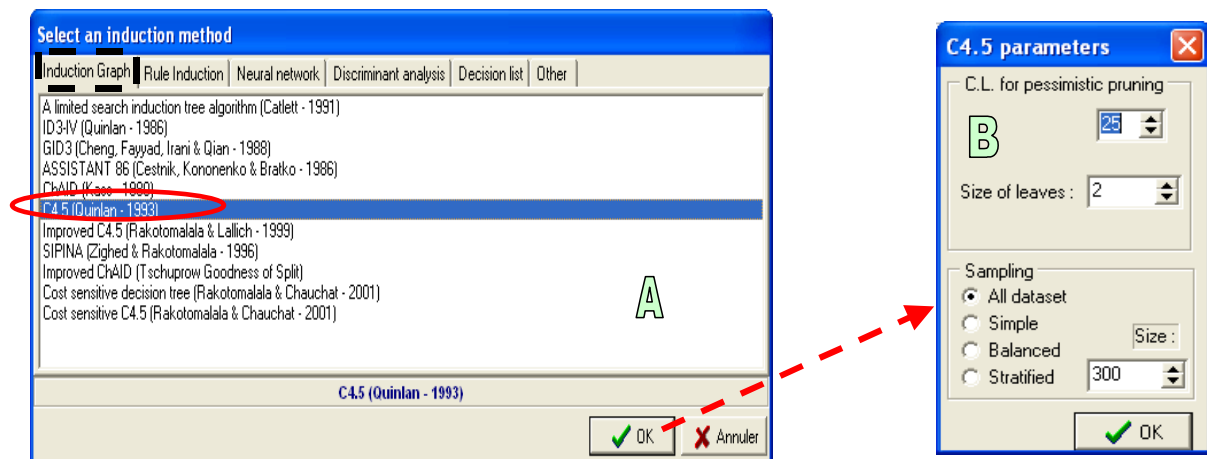 Select an induction method
Induction Graph Rule Induction Neural network Discriminant analysis Decision list Other
A limited search induction tree algorithm (Catlett - 1991)
ID3-IV (Quinlan - 1986)
GID3 (Cheng, Fayyad, Irani & Qian - 1988)
ASSISTANT 86 (Cestnik, Kononenko & Bratko - 1986)
ChAID (Kass - 1980)
C4.5 (Quinlan - 1993)
Improved C4.5 (Rakotomalala & Lallich - 1999)
SIPINA (Zighed & Rakotomalala - 1996)
Improved ChAID (Tschuprow Goodness of Split)
Cost sensitive decision tree (Rakotomalala & Chauchat - 2001)
Cost sensitive C4.5 (Rakotomalala & Chauchat - 2001)
A
C4.5 (Quinlan - 1993)
OK Annuler
C4.5 parameters
C.L. for pessimistic pruning
B 25
Size of leaves : 2
Sampling
All dataset
Simple
Size :
Balanced
Stratified 300
OK